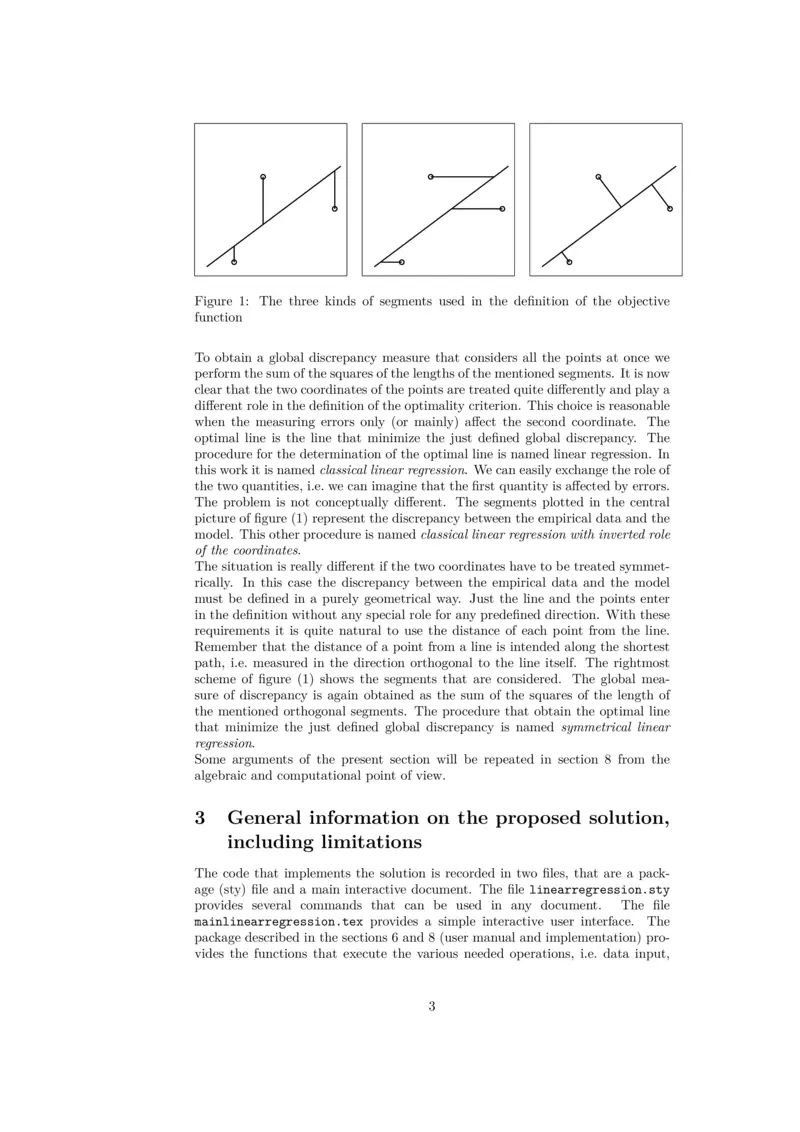 Figure 1: The three kinds of segments used in the definition of the objective
function
To obtain a global discrepancy measure that considers all the points at once we
perform the sum of the squares of the lengths of the mentioned segments. It is now
clear that the two coordinates of the points are treated quite differently and play a
different role in the definition of the optimality criterion. This choice is reasonable
when the measuring errors only (or mainly) affect the second coordinate. The
optimal line is the line that minimize the just defined global discrepancy. The
procedure for the determination of the optimal line is named linear regression. In
this work it is named classical linear regression. We can easily exchange the role of
the two quantities, i.e. we can imagine that the first quantity is affected by errors.
The problem is not conceptually different. The segments plotted in the central
picture of figure (1) represent the discrepancy between the empirical data and the
model. This other procedure is named classical linear regression with inverted role
of the coordinates.
The situation is really different if the two coordinates have to be treated symmet-
rically. In this case the discrepancy between the empirical data and the model
must be defined in a purely geometrical way. Just the line and the points enter
in the definition without any special role for any predefined direction. With these
requirements it is quite natural to use the distance of each point from the line.
Remember that the distance of a point from a line is intended along the shortest
path, i.e. measured in the direction orthogonal to the line itself. The rightmost
scheme of figure (1) shows the segments that are considered. The global mea-
sure of discrepancy is again obtained as the sum of the squares of the length of
the mentioned orthogonal segments. The procedure that obtain the optimal line
that minimize the just defined global discrepancy is named symmetrical linear
regression.
Some arguments of the present section will be repeated in section 8 from the
algebraic and computational point of view.
3 General information on the proposed solution,
including limitations
The code that implements the solution is recorded in two files, that are a pack-
age (sty) file and a main interactive document. The file linearregression.sty
provides several commands that can be used in any document. The file
mainlinearregression.tex provides a simple interactive user interface. The
package described in the sections 6 and 8 (user manual and implementation) pro-
vides the functions that execute the various needed operations, i.e. data input,
3